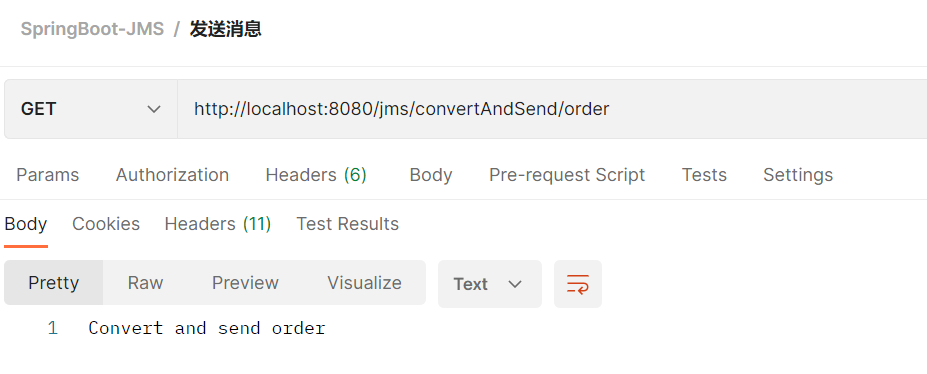 SpringBoot-JMS / 发送消息
GET http://localhost:8080/jms/convertAndSend/order
Params Authorization Headers (6) Body Pre-request Script Tests Settings
Body Cookies Headers (11) Test Results
Pretty Raw Preview Visualize Text
1 Convert and send order